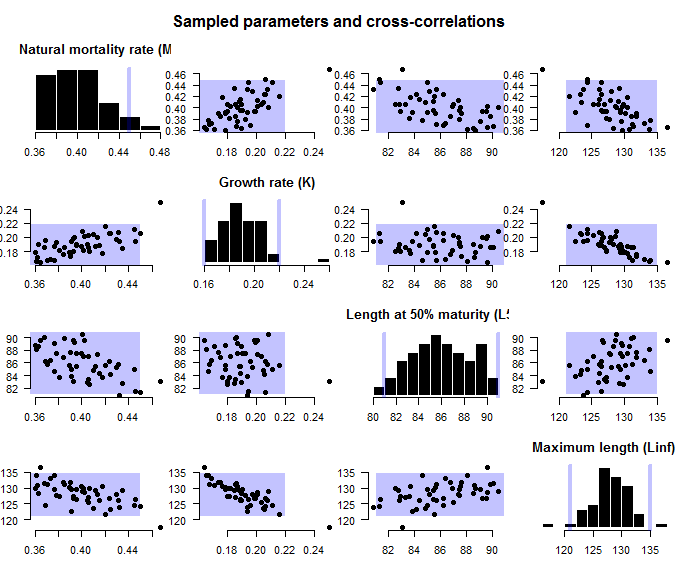 Sampled parameters and cross-correlations
Natural mortality rate (M
0.36 0.40 0.44 0.48
0.46
0.44
0.42
0.40
0.38
0.36
0.18 0.20 0.22 0.24
0.46
0.44
0.42
0.40
0.38
0.36
82 84 86 88 90
0.46
0.44
0.42
0.40
0.38
0.36
120 125 130 135
Growth rate (K)
0.24
0.22
0.20
0.18
0.36 0.40 0.44
0.16 0.20 0.24
0.24
0.22
0.20
0.18
82 84 86 88 90
0.24
0.22
0.20
0.18
120 125 130 135
Length at 50% maturity (L5
90
88
86
84
82
0.36 0.40 0.44
90
88
86
84
82
0.18 0.20 0.22 0.24
80 82 84 86 88 90
90
88
86
84
82
120 125 130 135
Maximum length (Linf)
135
130
125
120
0.36 0.40 0.44
135
130
125
120
0.18 0.20 0.22 0.24
135
130
125
120
82 84 86 88 90
120 125 130 135